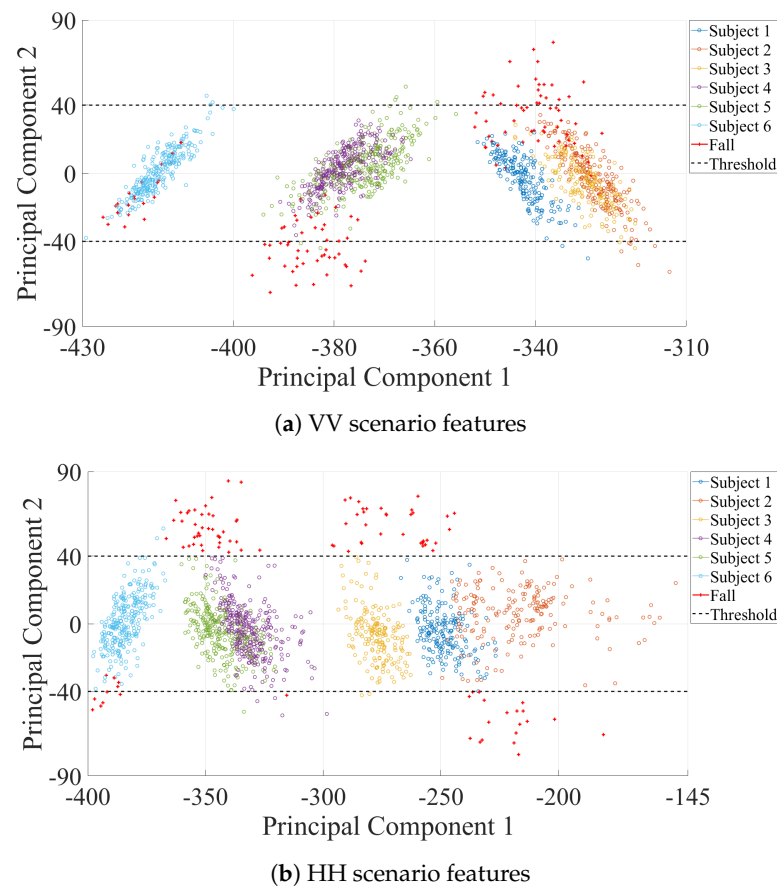 90
40
0
-40
-90
Principal Component 2
-430
-400
-380
-360
-340
-310
Principal Component 1
Subject 1
Subject 2
Subject 3
Subject 4
Subject 5
Subject 6
Fall
Threshold
(a) VV scenario features
90
40
0
-40
-90
Principal Component 2
-400
-350
-300
-250
-200
-145
Principal Component 1
Subject 1
Subject 2
Subject 3
Subject 4
Subject 5
Subject 6
Fall
Threshold
(b) HH scenario features